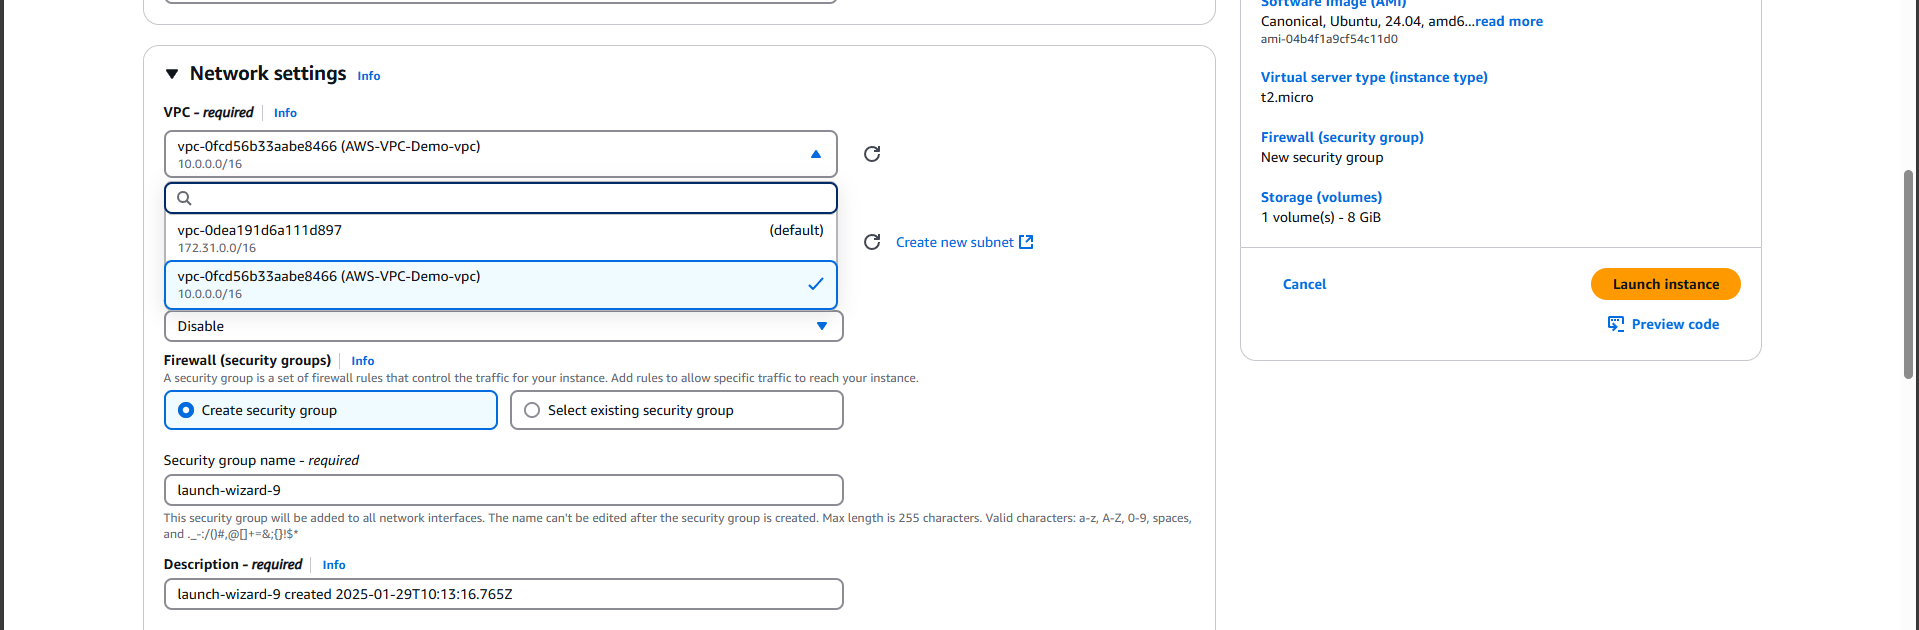 Software Image (AMI)
Canonical, Ubuntu, 24.04, amd6...read more
ami-04b4f1a9cf54c11d0
Network settings Info
VPC - required Info
vpc-0fcd56b33aabe8466 (AWS-VPC-Demo-vpc)
10.0.0.0/16
vpc-0dea191d6a111d897 (default)
172.31.0.0/16
Create new subnet
vpc-0fcd56b33aabe8466 (AWS-VPC-Demo-vpc)
10.0.0.0/16
Disable
Firewall (security groups) Info
A security group is a set of firewall rules that control the traffic for your instance. Add rules to allow specific traffic to reach your instance.
Create security group
Select existing security group
Security group name - required
launch-wizard-9
This security group will be added to all network interfaces. The name can't be edited after the security group is created. Max length is 255 characters. Valid characters: a-z, A-Z, 0-9, spaces,
and ._-:/()#,@[]+=&;{}!$*
Description - required Info
launch-wizard-9 created 2025-01-29T10:13:16.765Z
Virtual server type (instance type)
t2.micro
Firewall (security group)
New security group
Storage (volumes)
1 volume(s) - 8 GiB
Cancel
Launch instance
Preview code